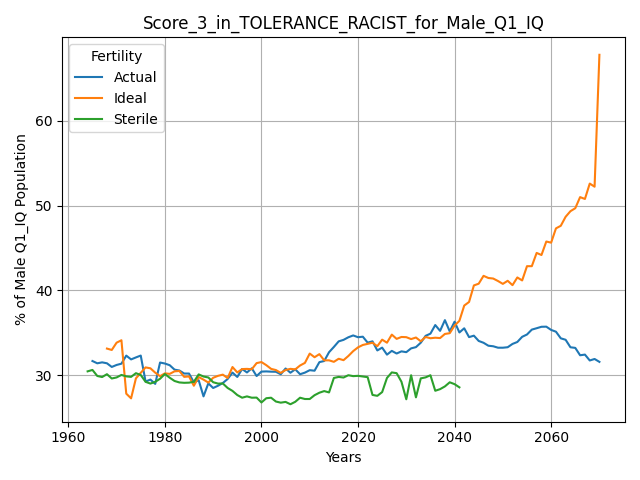 Score_3_in_TOLERANCE_RACIST_for_Male_Q1_IQ
Fertility
Actual
Ideal
Sterile
% of Male Q1_IQ Population
60
50
40
30
1960 1980 2000 2020 2040 2060
Years